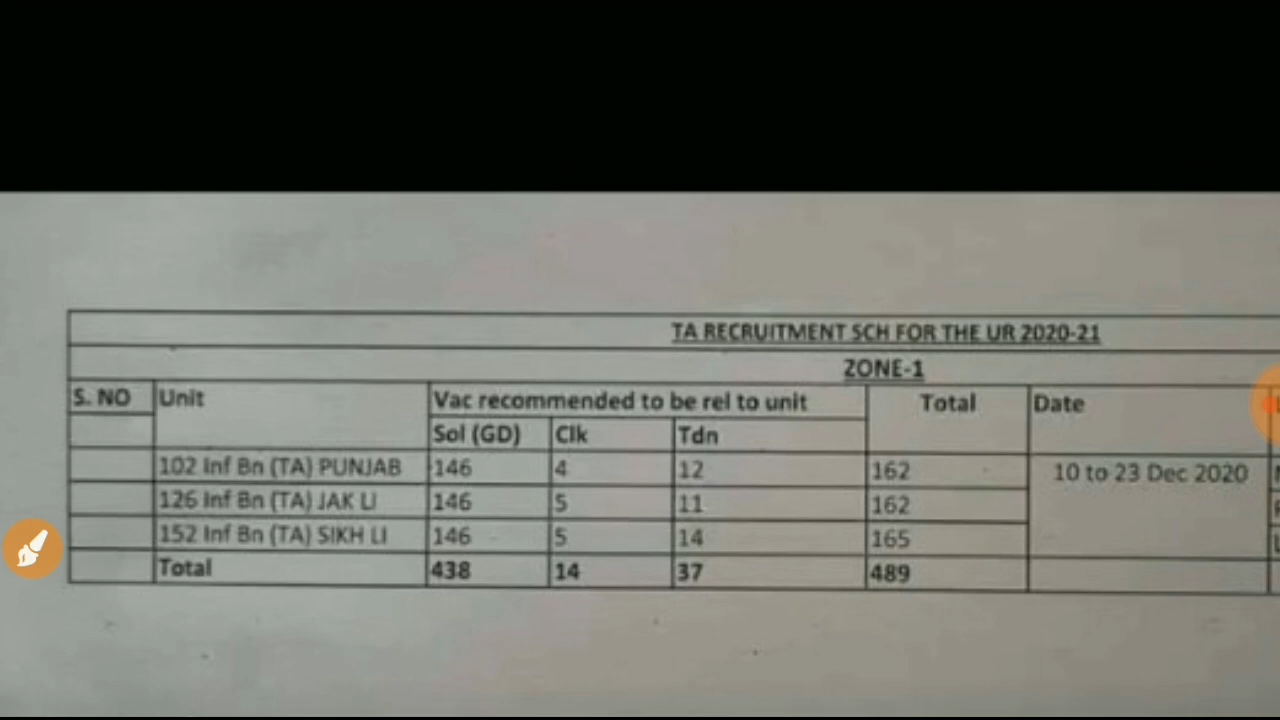 TA RECRUITMENT SCH FOR THE UR 2020-21
ZONE-1
S. NO Unit Vac recommended to be rel to unit Total Date
Sol (GD) Clk Tdn
102 Inf Bn (TA) PUNJAB 146 4 12 162 10 to 23 Dec 2020
126 Inf Bn (TA) JAK LI 146 5 11 162
152 Inf Bn (TA) SIKH LI 146 5 14 165
Total 438 14 37 489